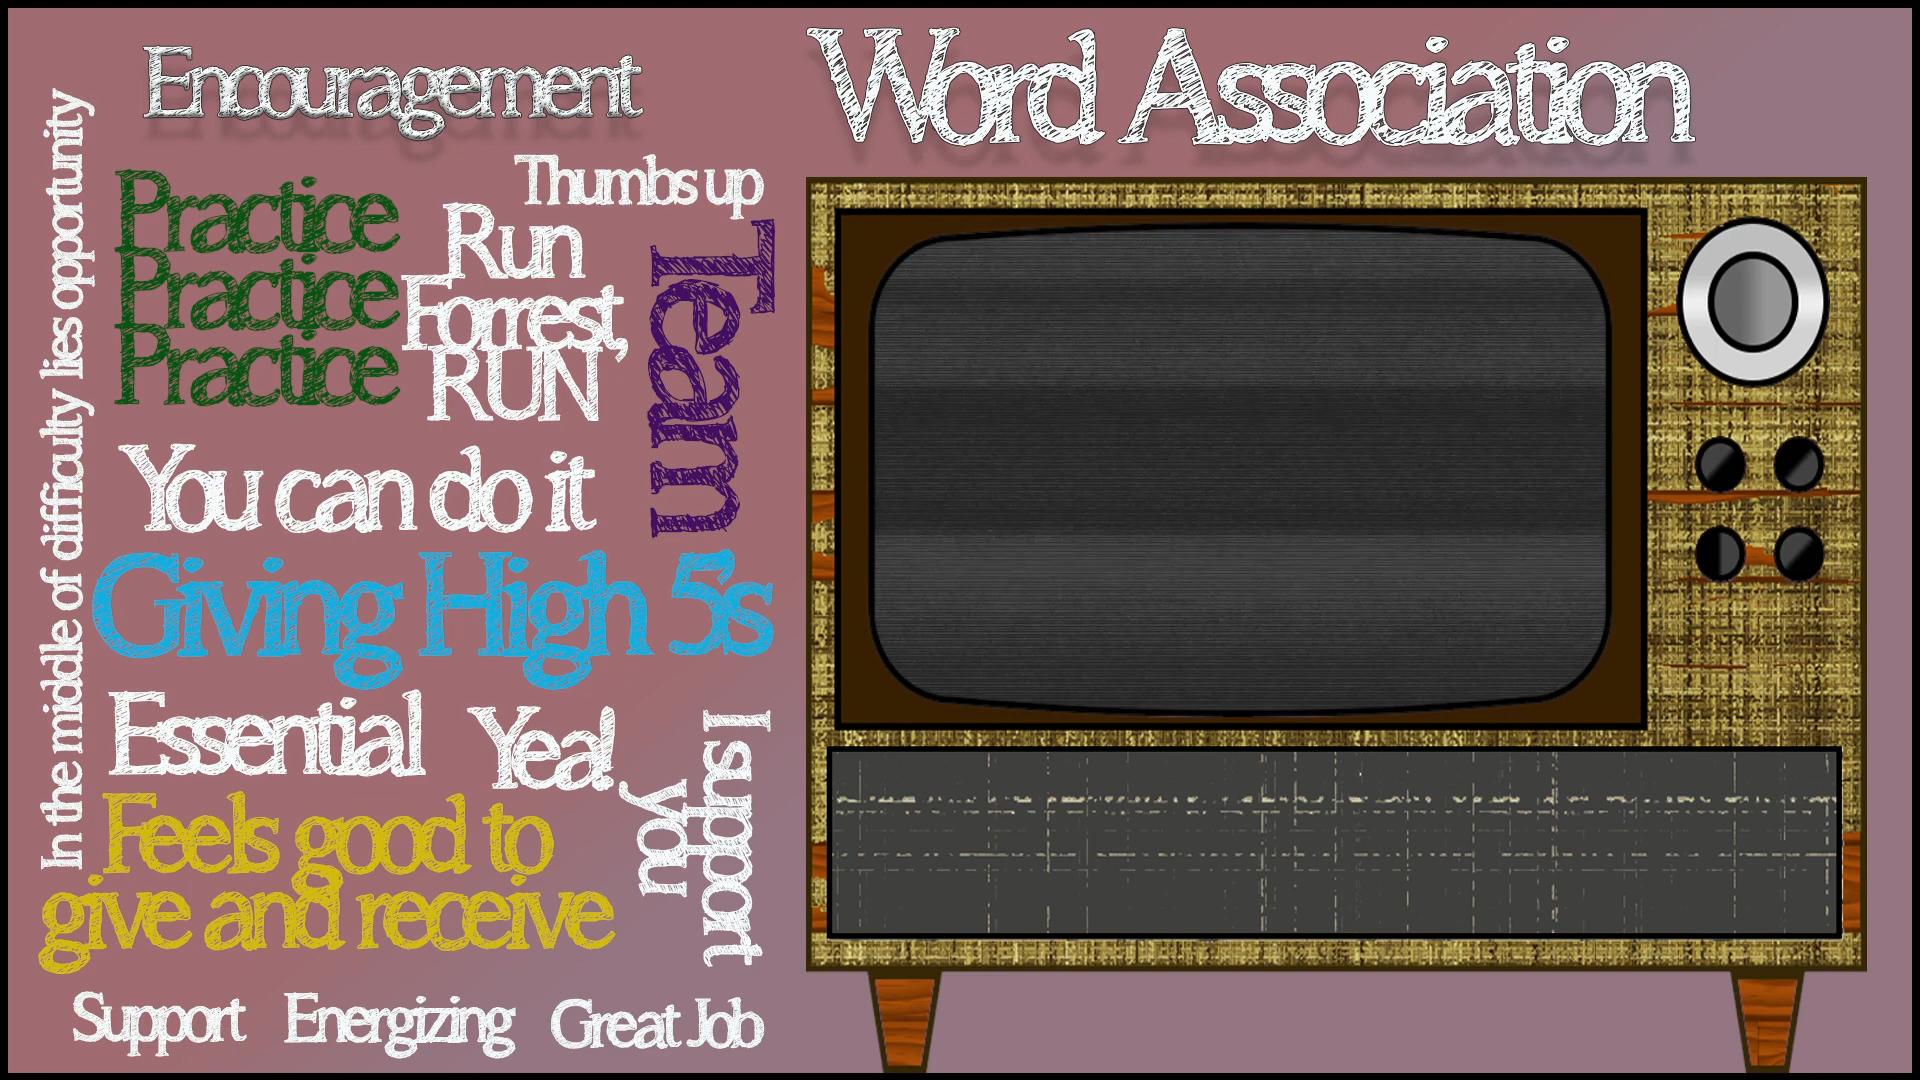 Encouragement
Word Association
In the middle of difficulty lies opportunity
Practice
Practice
Practice
Thumbs up
Run
Forrest,
RUN
Team
You can do it
Giving High 5's
Essential
Yea!
I support
you
Feels good to
give and receive
Support
Energizing
Great Job